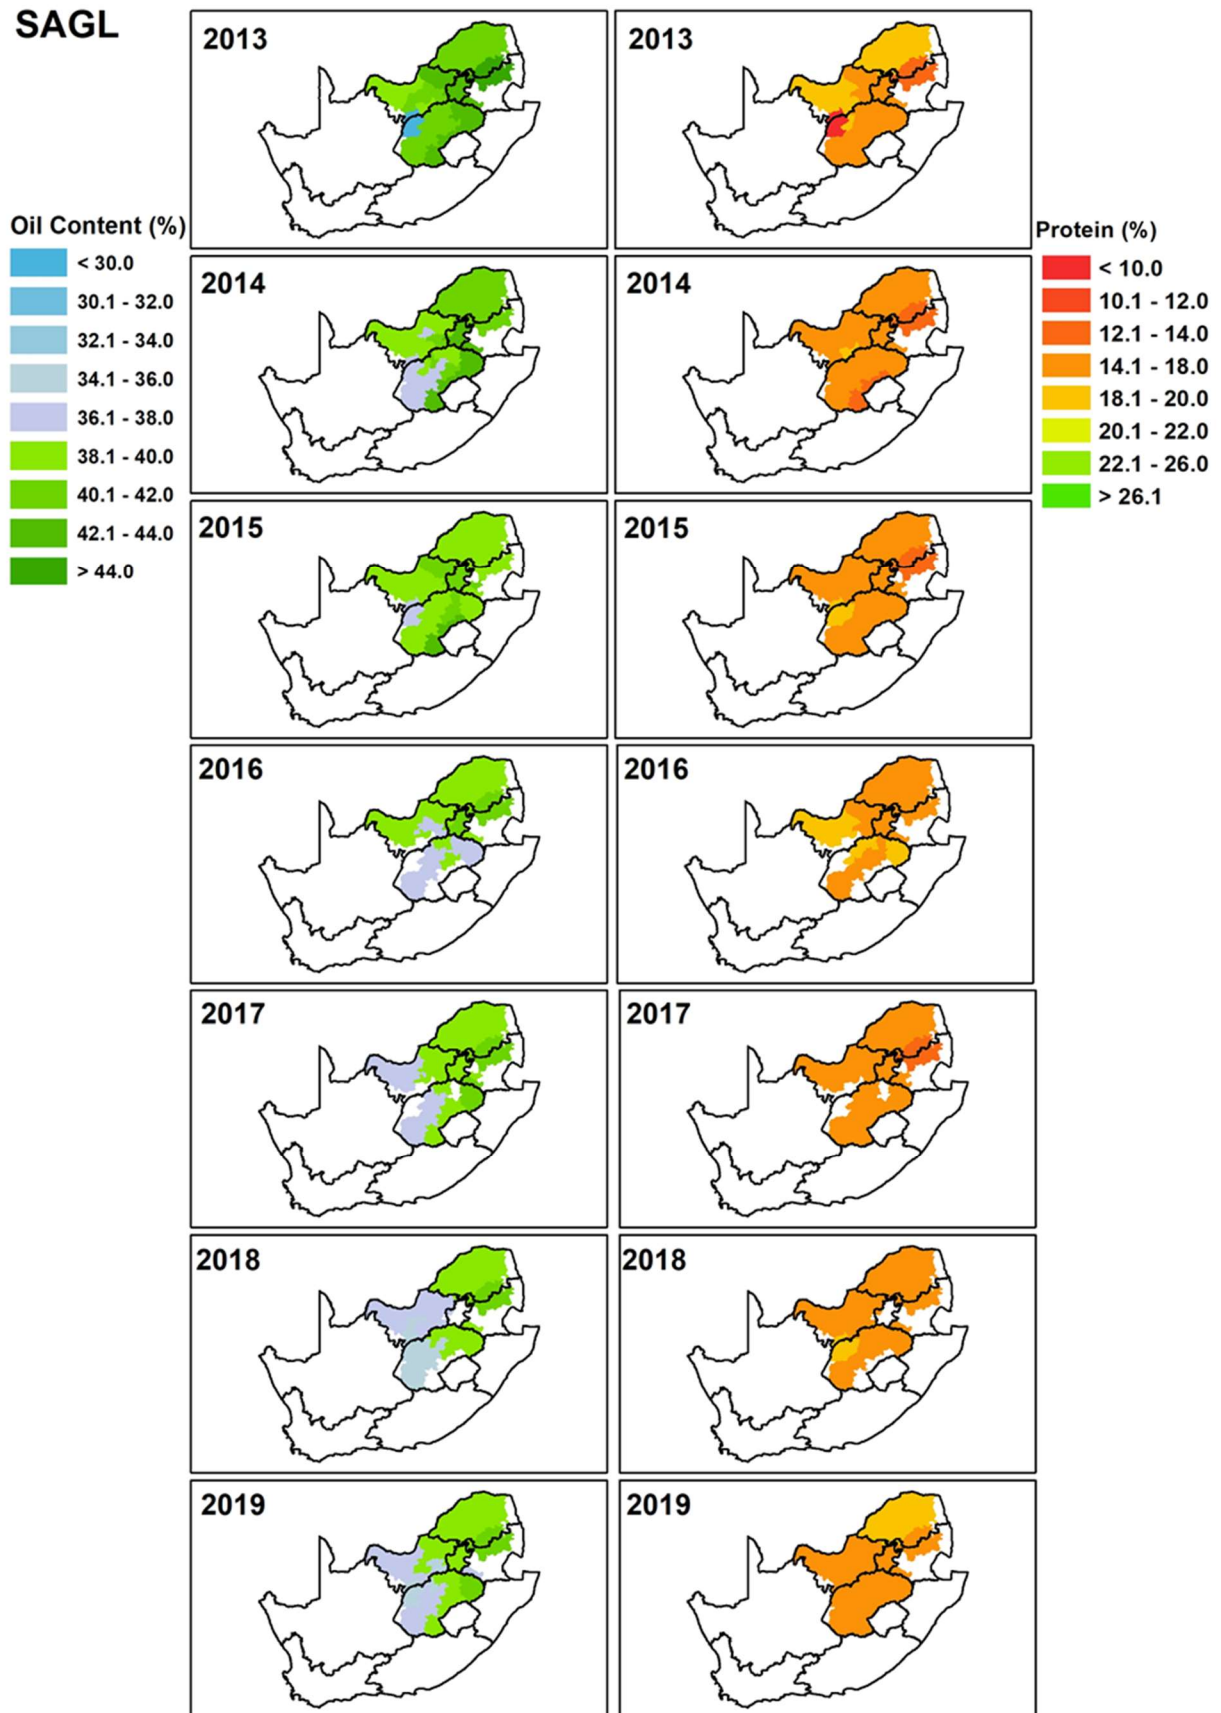 SAGL
2013
2013
Oil Content (%)
< 30.0
30.1 - 32.0
32.1 - 34.0
34.1 - 36.0
36.1 - 38.0
38.1 - 40.0
40.1 - 42.0
42.1 - 44.0
> 44.0
Protein (%)
< 10.0
10.1 - 12.0
12.1 - 14.0
14.1 - 18.0
18.1 - 20.0
20.1 - 22.0
22.1 - 26.0
> 26.1
2014
2014
2015
2015
2016
2016
2017
2017
2018
2018
2019
2019